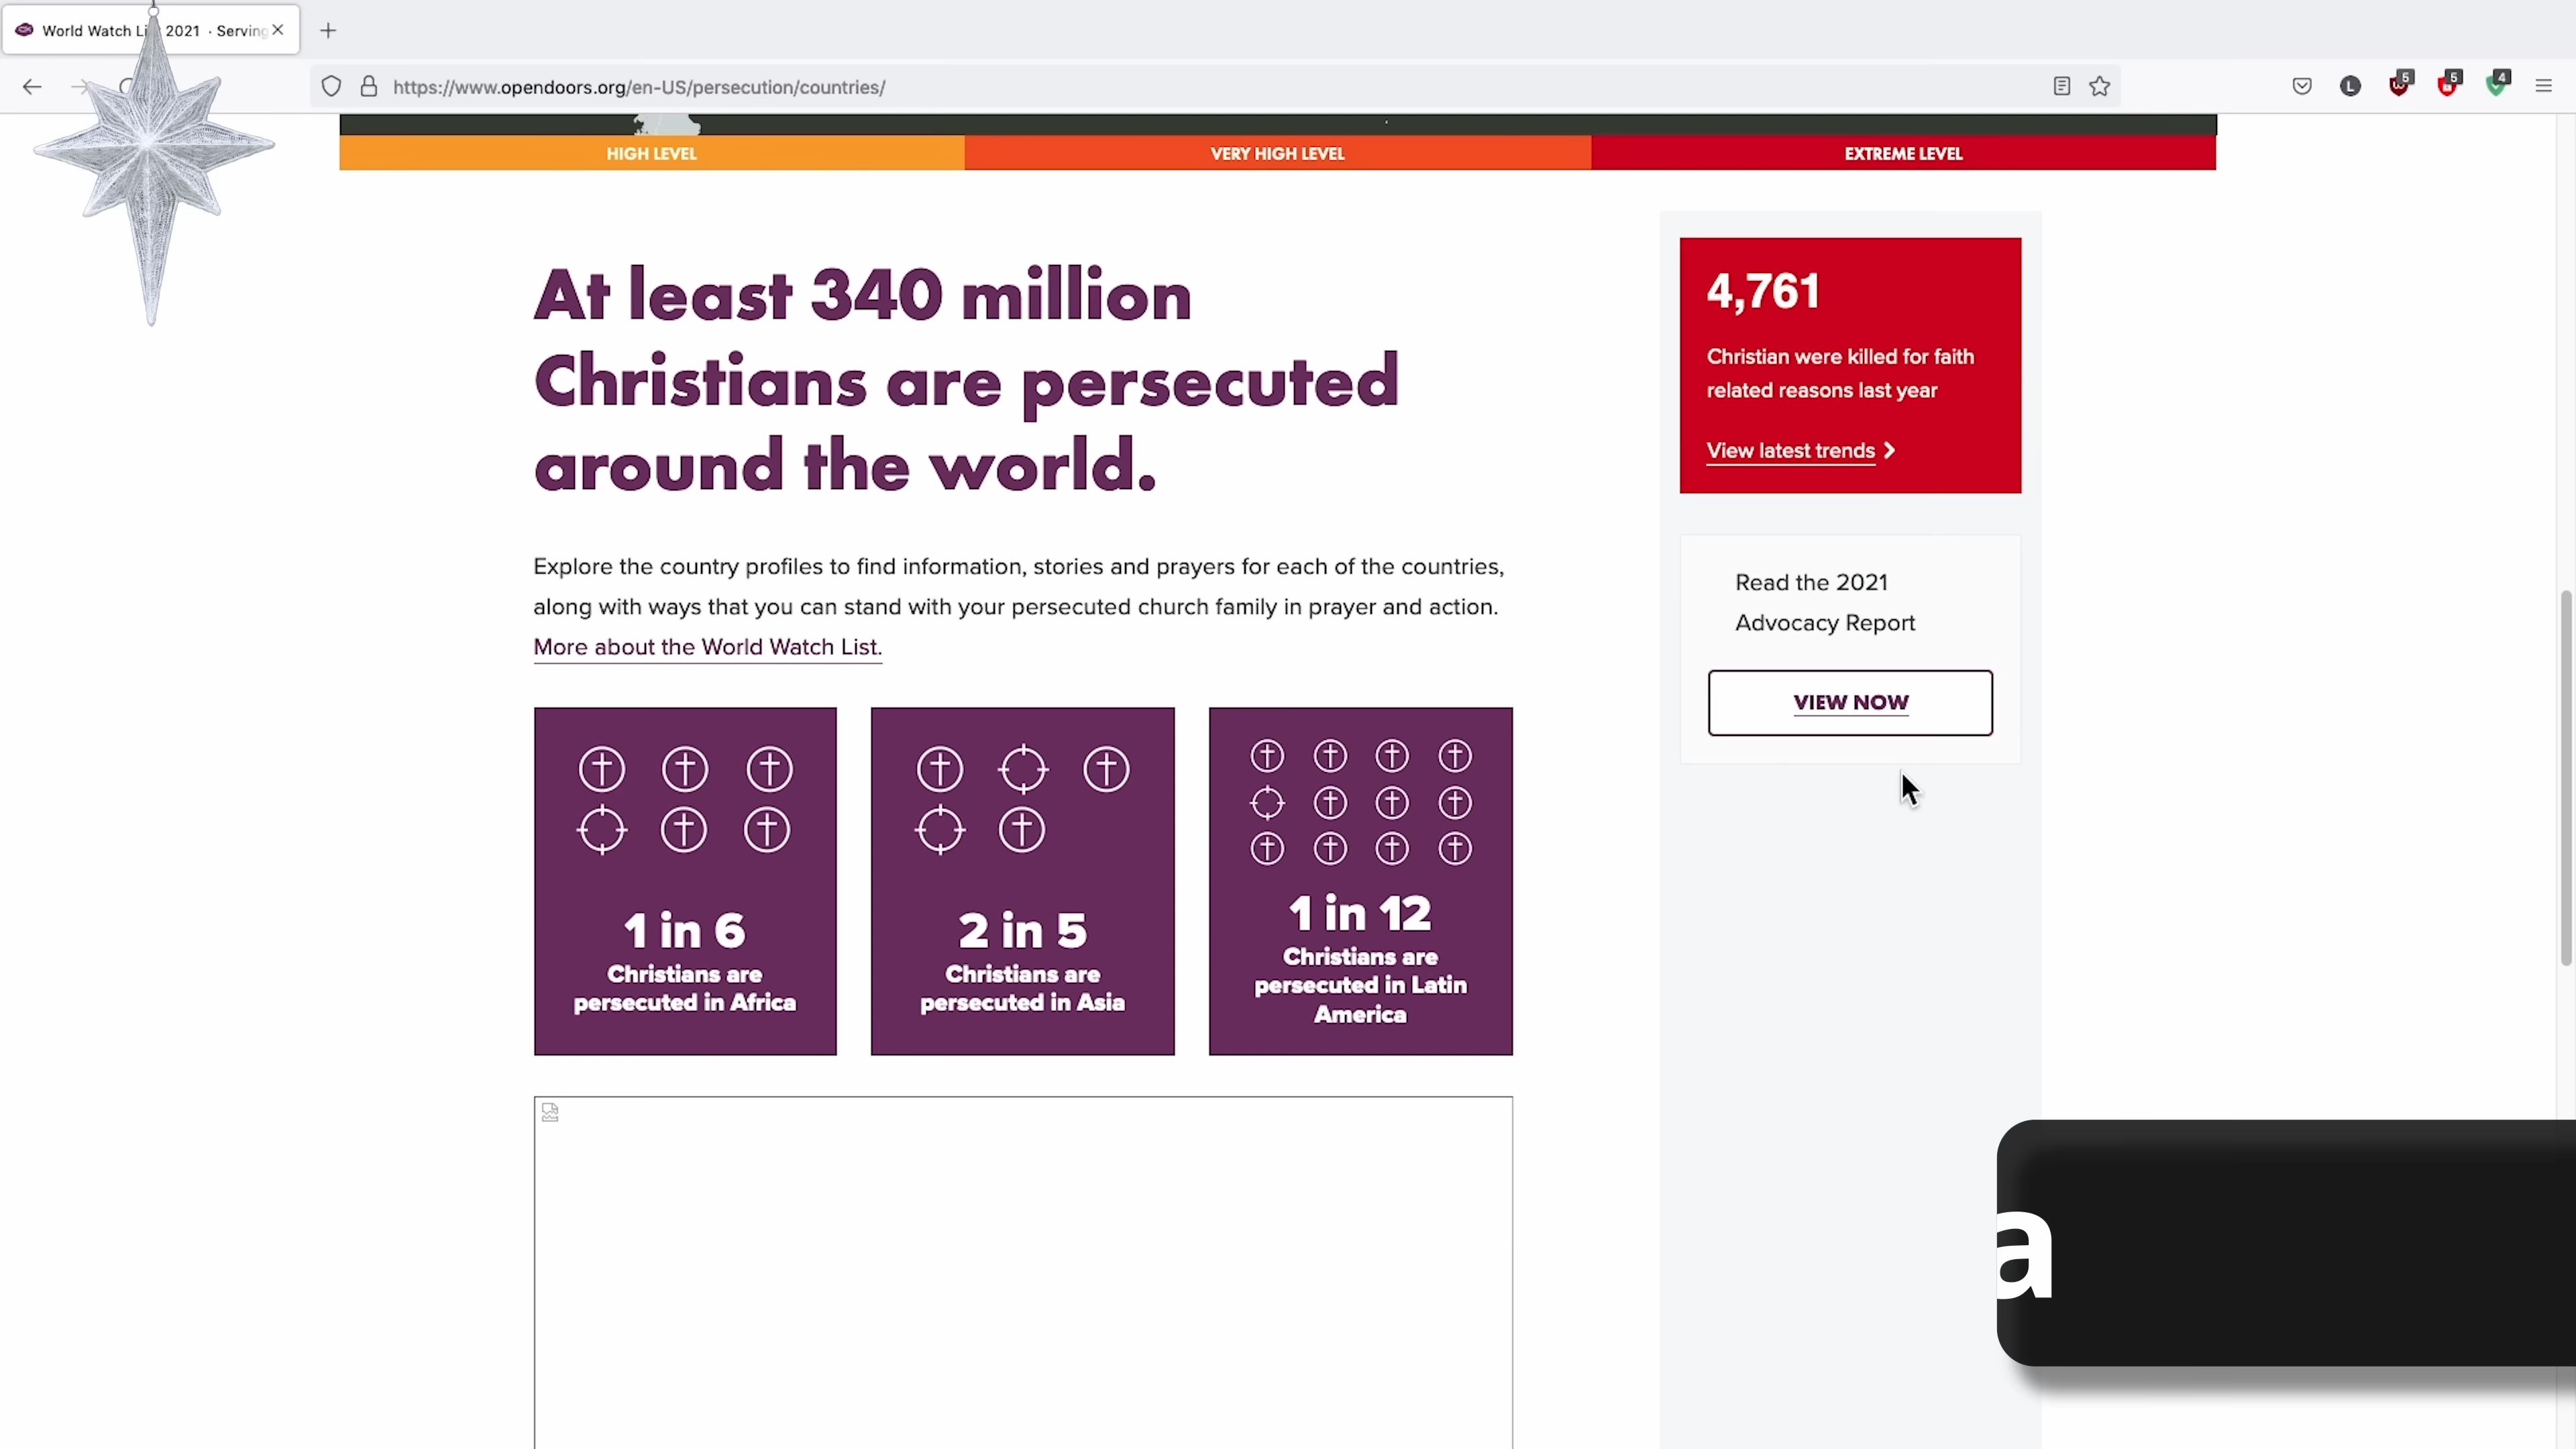 World Watch Li 2021 · Serving
https://www.opendoors.org/en-US/persecution/countries/
L
5
5
4
HIGH LEVEL
VERY HIGH LEVEL
EXTREME LEVEL
At least 340 million
Christians are persecuted
around the world.
Explore the country profiles to find information, stories and prayers for each of the countries,
along with ways that you can stand with your persecuted church family in prayer and action.
More about the World Watch List.
1 in 6
Christians are
persecuted in Africa
2 in 5
Christians are
persecuted in Asia
1 in 12
Christians are
persecuted in Latin
America
4,761
Christian were killed for faith
related reasons last year
View latest trends
Read the 2021
Advocacy Report
VIEW NOW
a